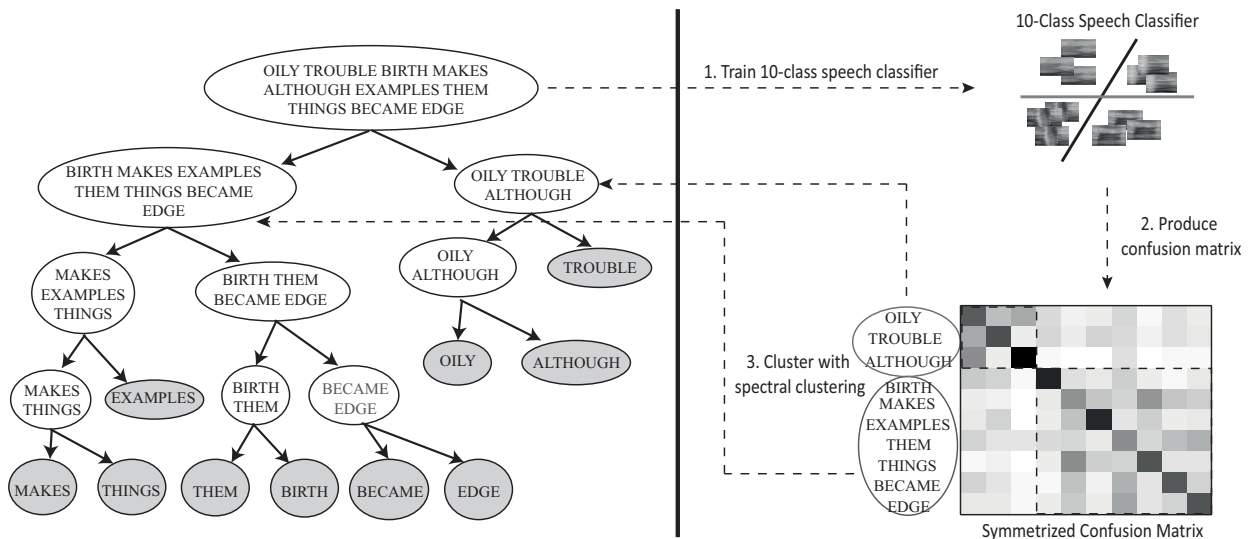 OILY TROUBLE BIRTH MAKES
ALTHOUGH EXAMPLES THEM
THINGS BECAME EDGE
BIRTH MAKES EXAMPLES
THEM THINGS BECAME
EDGE
OILY TROUBLE
ALTHOUGH
MAKES
EXAMPLES
THINGS
BIRTH THEM
BECAME EDGE
OILY
ALTHOUGH
TROUBLE
MAKES
THINGS
EXAMPLES
BIRTH
THEM
BECAME
EDGE
OILY
ALTHOUGH
MAKES
THINGS
THEM
BIRTH
BECAME
EDGE
10-Class Speech Classifier
1. Train 10-class speech classifier
2. Produce
confusion matrix
3. Cluster with
spectral clustering
OILY
TROUBLE
ALTHOUGH
BIRTH
MAKES
EXAMPLES
THEM
THINGS
BECAME
EDGE
Symmetrized Confusion Matrix